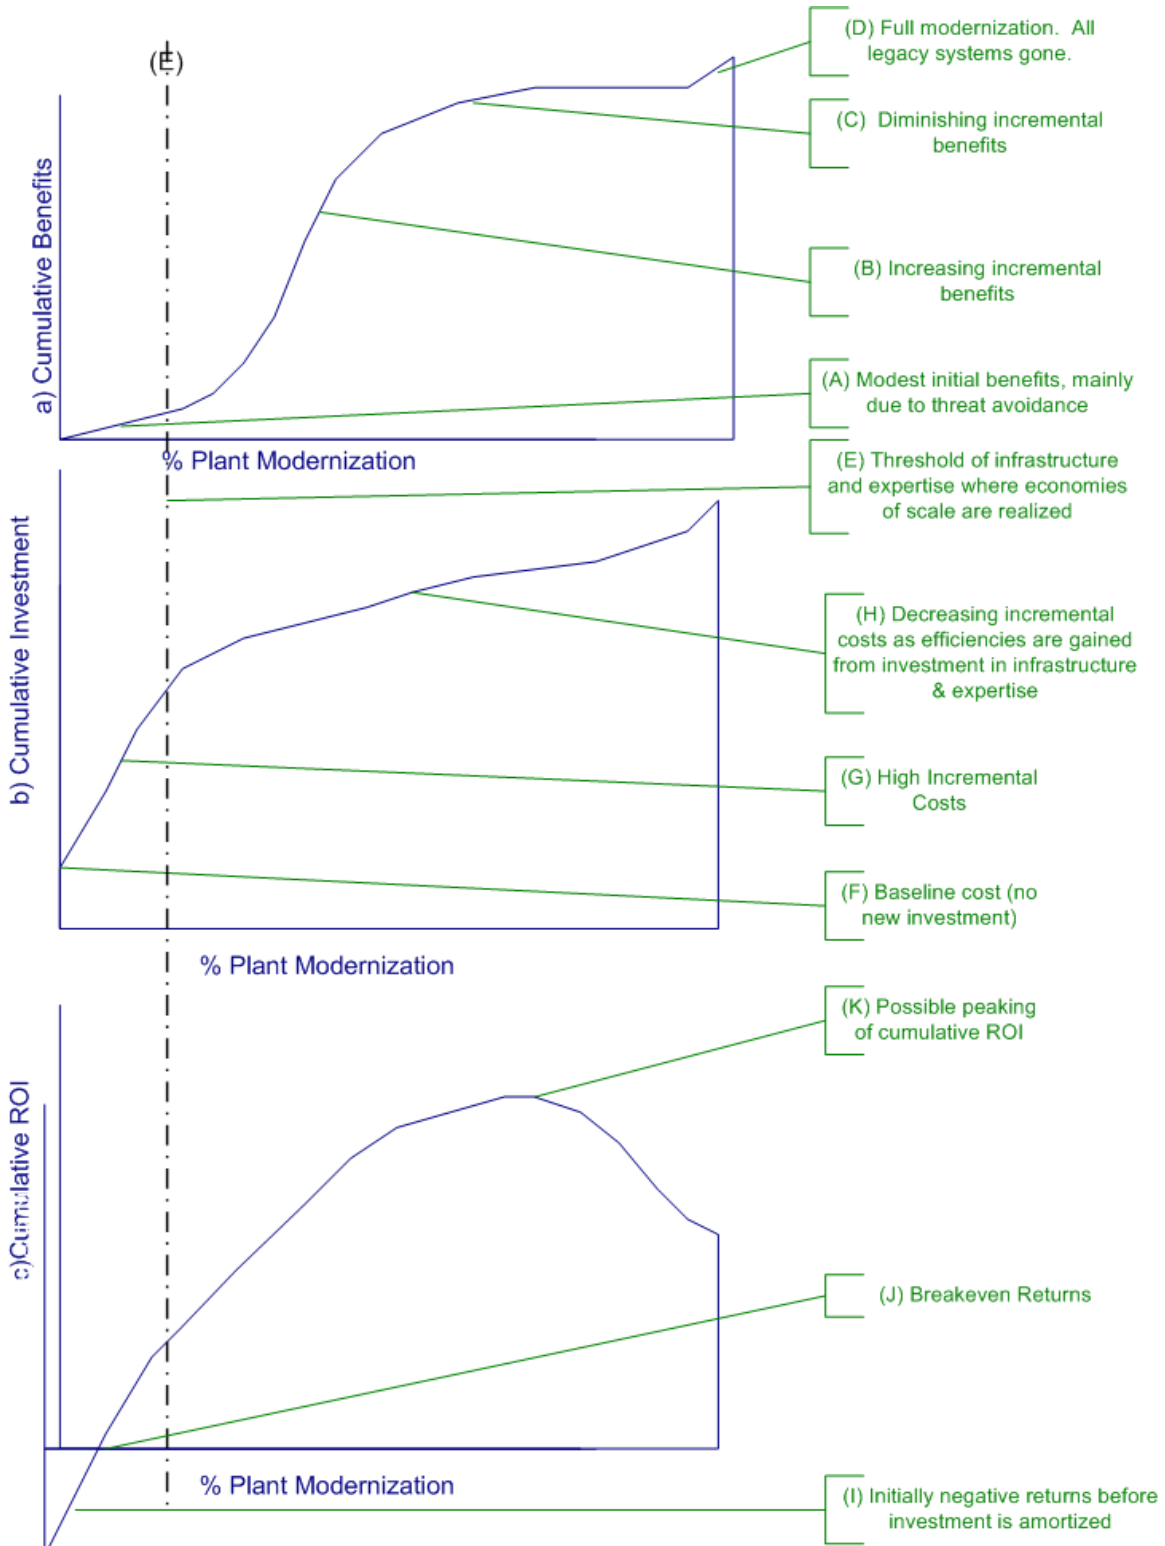 (E)
(D) Full modernization.  All
legacy systems gone.
(C)  Diminishing incremental
benefits
(B) Increasing incremental
benefits
(A) Modest initial benefits, mainly
due to threat avoidance
a) Cumulative Benefits
% Plant Modernization
(E) Threshold of infrastructure
and expertise where economies
of scale are realized
(H) Decreasing incremental
costs as efficiencies are gained
from investment in infrastructure
& expertise
(G) High Incremental
Costs
(F) Baseline cost (no
new investment)
b) Cumulative Investment
% Plant Modernization
(K) Possible peaking
of cumulative ROI
(J) Breakeven Returns
c)Cumulative ROI
% Plant Modernization
(I) Initially negative returns before
investment is amortized